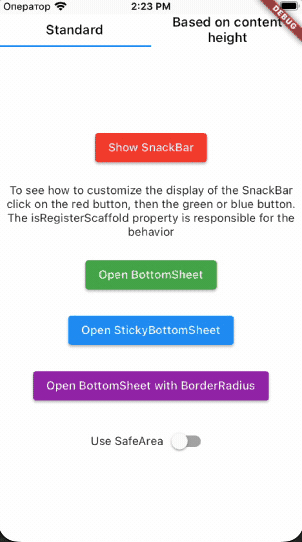 Оператор 2:23 PM
DEBUG
Standard
Based on content
height
Show SnackBar
To see how to customize the display of the SnackBar
click on the red button, then the green or blue button.
The isRegisterScaffold property is responsible for the
behavior
Open BottomSheet
Open StickyBottomSheet
Open BottomSheet with BorderRadius
Use SafeArea